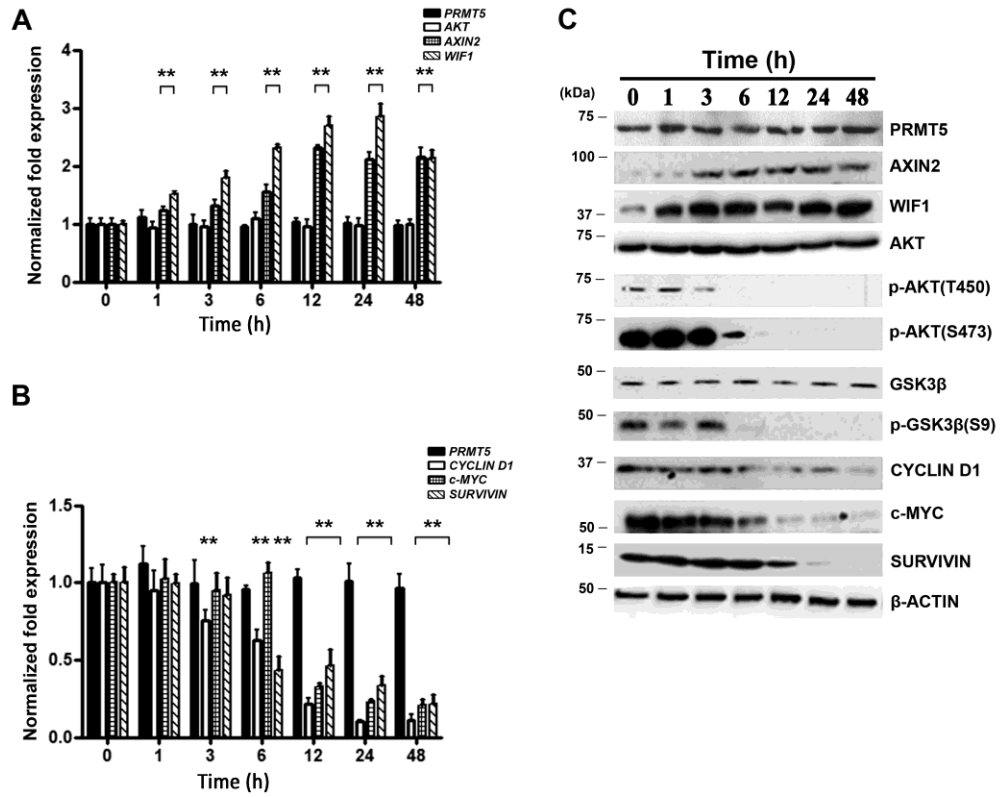 A
PRMT5
AKT
AXIN2
WIF1
Normalized fold expression
4
3
2
1
0
** ** ** ** ** **
0 1 3 6 12 24 48
Time (h)
B
PRMT5
CYCLIN D1
c-MYC
SURVIVIN
Normalized fold expression
1.5
1.0
0.5
0.0
** ** ** ** ** **
0 1 3 6 12 24 48
Time (h)
C
Time (h)
(kDa) 0 1 3 6 12 24 48
75 PRMT5
100 AXIN2
37 WIF1
75 AKT
75 p-AKT(T450)
75 p-AKT(S473)
50 GSK3β
50 p-GSK3β(S9)
37 CYCLIN D1
50 c-MYC
15 SURVIVIN
50 β-ACTIN